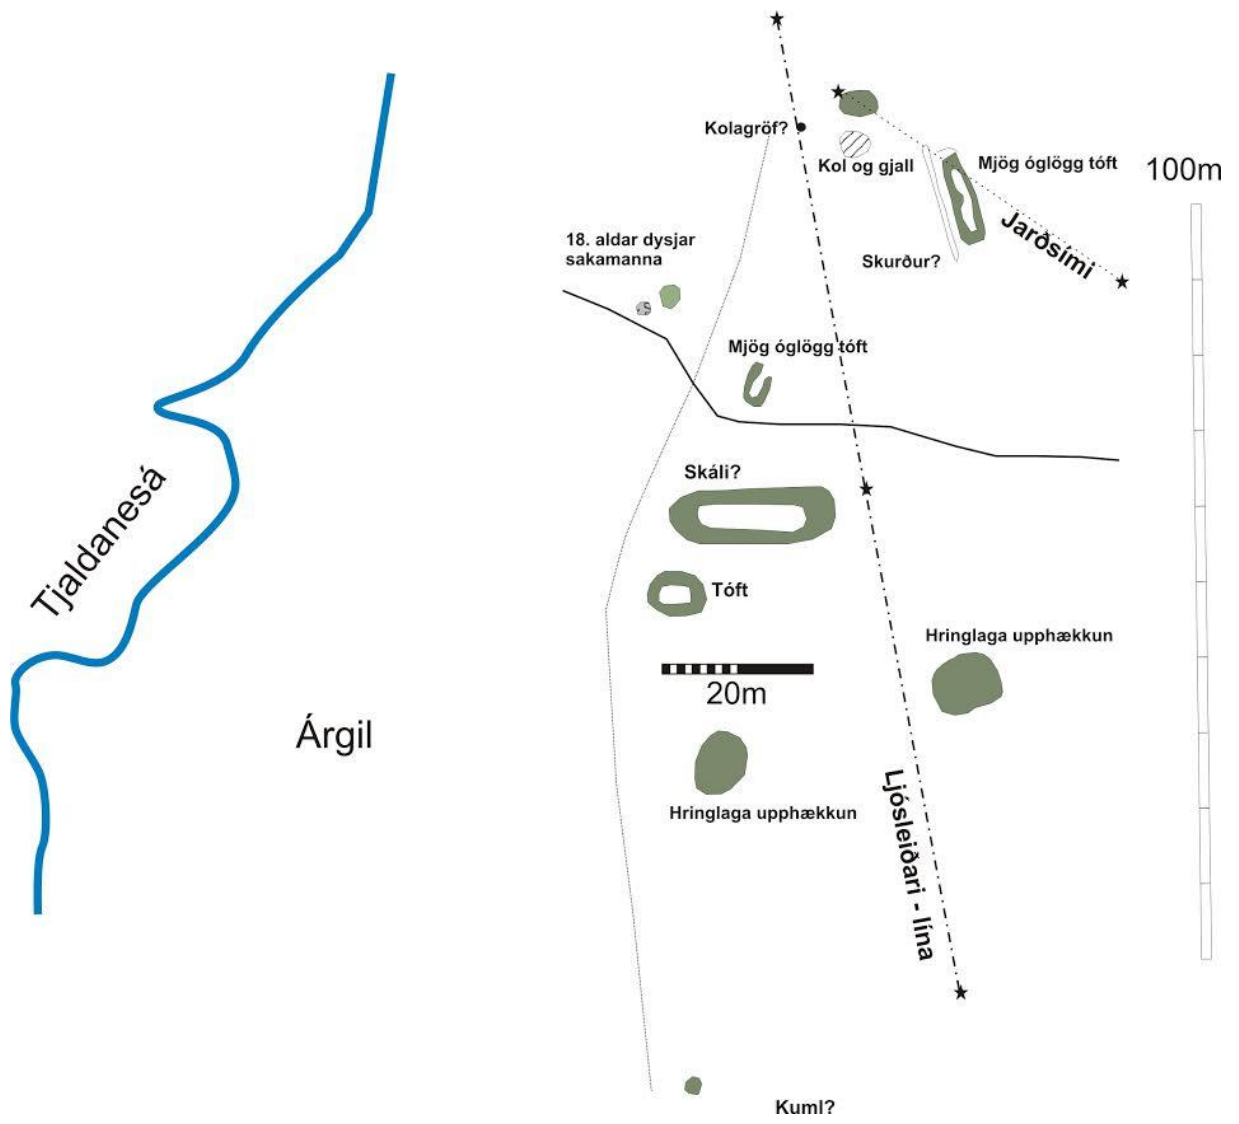 Kolagröf?
Kol og gjall
Mjög óglögg tóft
100m
Jarðsími
18. aldar dysjar
sakamanna
Skurður?
Mjög óglögg tóft
Skáli?
Tjaldanesá
Tóft
Hringlaga upphækkun
20m
Árgil
Hringlaga upphækkun
Ljósleiðari - lína
Kuml?